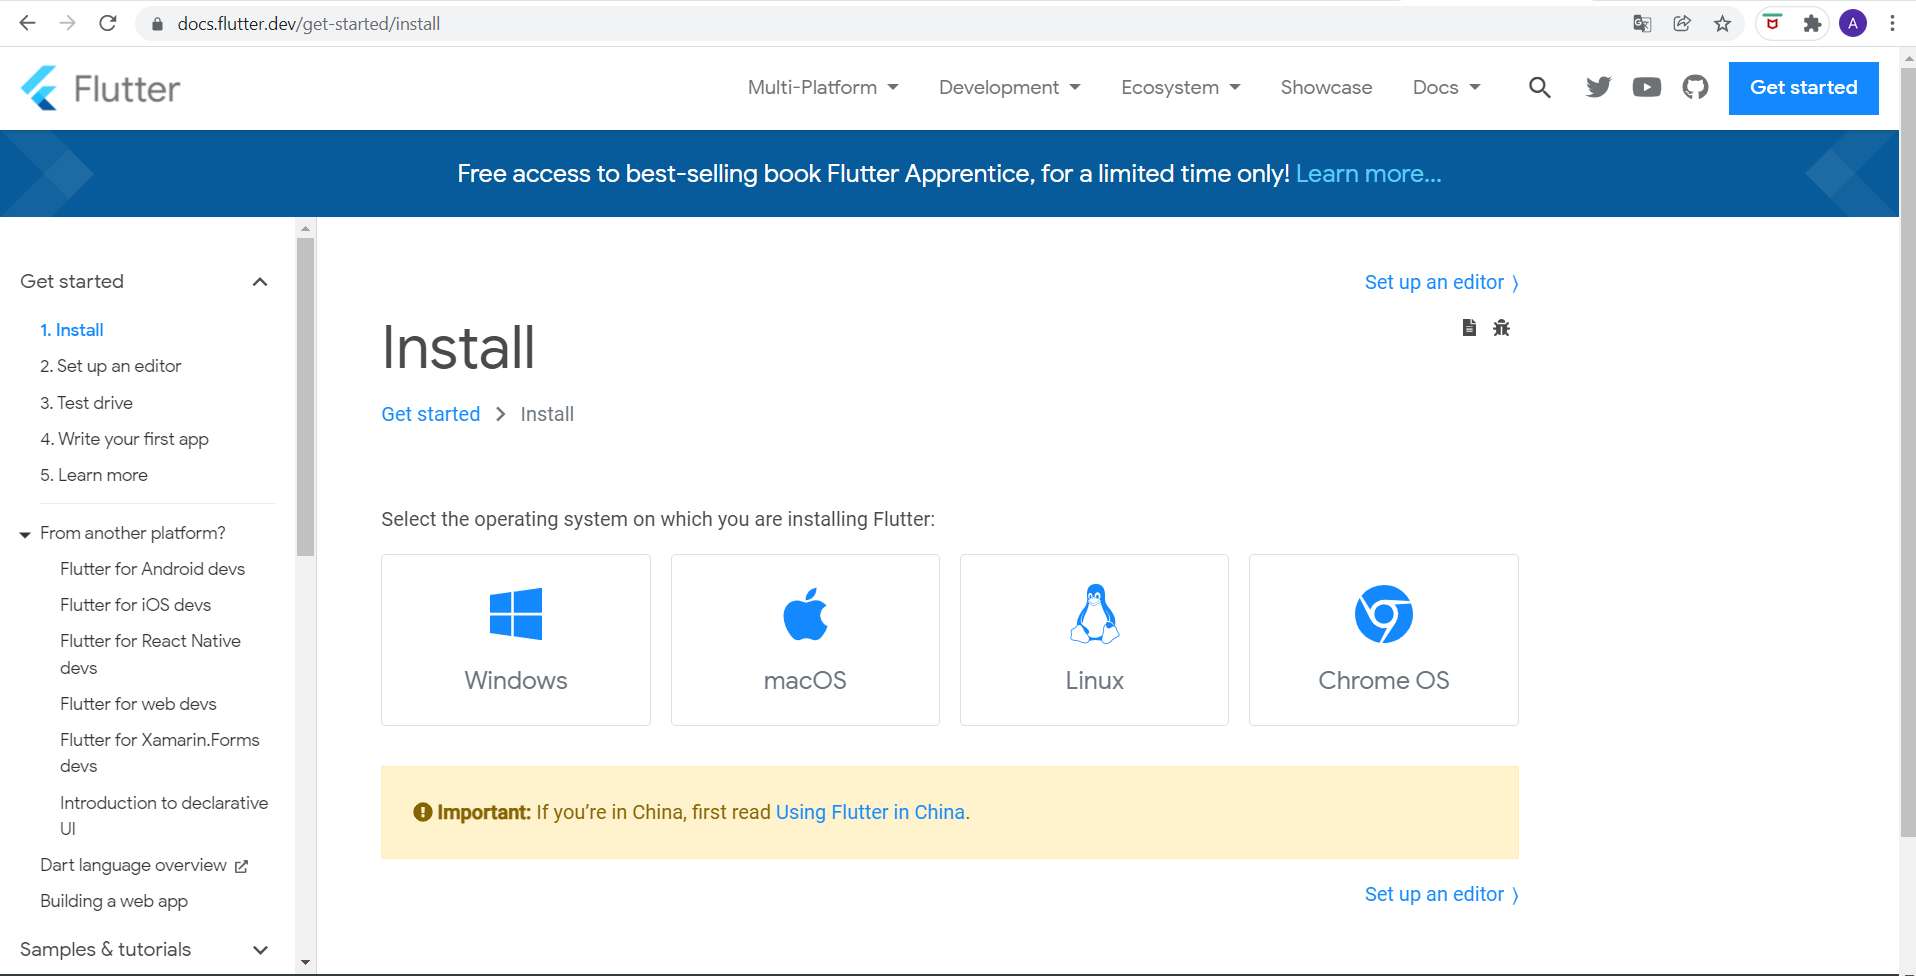 docs.flutter.dev/get-started/install
A
Flutter
Multi-Platform
Development
Ecosystem
Showcase
Docs
Get started
Free access to best-selling book Flutter Apprentice, for a limited time only! Learn more...
Get started
1. Install
2. Set up an editor
3. Test drive
4. Write your first app
5. Learn more
From another platform?
Flutter for Android devs
Flutter for iOS devs
Flutter for React Native
devs
Flutter for web devs
Flutter for Xamarin.Forms
devs
Introduction to declarative
UI
Dart language overview
Building a web app
Samples & tutorials
Set up an editor 〉
Install
Get started
Install
Select the operating system on which you are installing Flutter:
Windows
macOS
Linux
Chrome OS
Important: If you’re in China, first read Using Flutter in China.
Set up an editor 〉